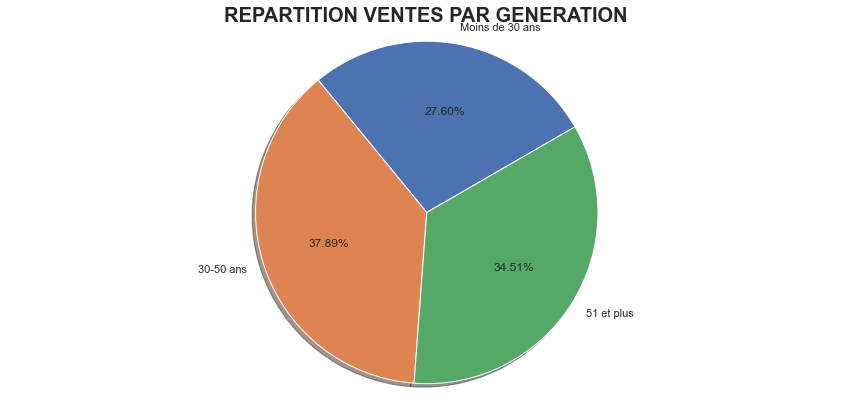 REPARTITION VENTES PAR GENERATION
Moins de 30 ans
27.60%
37.89%
30-50 ans
34.51%
51 et plus